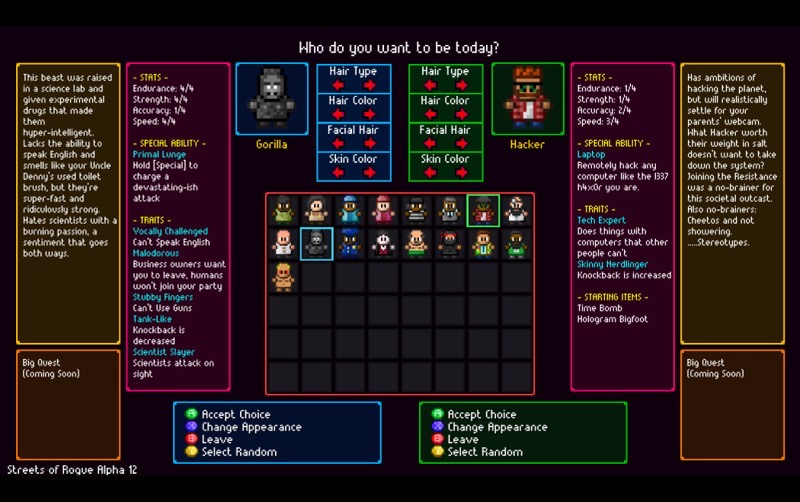 Who do you want to be today?
This beast was raised
in a science lab and
given experimental
drugs that made
them
hyper-intelligent.
Lacks the ability to
speak English and
smells like your Uncle
Denny's used toilet
brush, but they're
super-fast and
ridiculously strong.
Hates scientists with a
burning passion, a
sentiment that goes
both ways.
Big Quest
(Coming Soon)
- STATS -
Endurance: 4/4
Strength: 4/4
Accuracy: 1/4
Speed: 4/4
- SPECIAL ABILITY -
Primal Lunge
Hold [Special] to
charge a
devastating-ish
attack
- TRAITS -
Vocally Challenged
Can't Speak English
Malodorous
Business owners want
you to leave, humans
won't join your party
Stubby Fingers
Can't Use Guns
Tank-Like
Knockback is
decreased
Scientist Slayer
Scientists attack on
sight
Gorilla
Hair Type
Hair Color
Facial Hair
Skin Color
Hair Type
Hair Color
Facial Hair
Skin Color
Hacker
- STATS -
Endurance: 1/4
Strength: 1/4
Accuracy: 2/4
Speed: 3/4
- SPECIAL ABILITY -
Laptop
Remotely hack any
computer like the l337
h4x0r you are.
- TRAITS -
Tech Expert
Does things with
computers that other
people can't
Skinny Nerdlinger
Knockback is increased
- STARTING ITEMS -
Time Bomb
Hologram Bigfoot
Has ambitions of
hacking the planet,
but will realistically
settle for your
parents' webcam.
What Hacker worth
their weight in salt
doesn't want to take
down the system?
Joining the Resistance
was a no-brainer for
this societal outcast.
Also no-brainers:
Cheetos and not
showering.
.....Stereotypes.
Big Quest
(Coming Soon)
A Accept Choice
X Change Appearance
B Leave
Y Select Random
A Accept Choice
X Change Appearance
B Leave
Y Select Random
Streets of Rogue Alpha 12